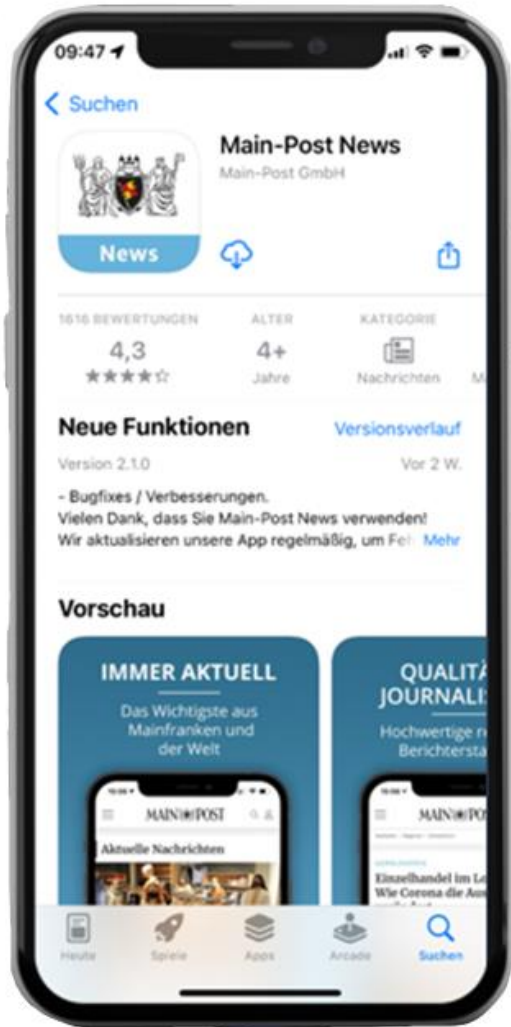 09:47
Suchen
Main-Post News
Main-Post GmbH
News
1616 BEWERTUNGEN
ALTER
KATEGORIE
4,3
4+
Jahre
Nachrichten
M
Neue Funktionen
Versionsverlauf
Version 2.1.0
Vor 2 W.
- Bugfixes / Verbesserungen.
Vielen Dank, dass Sie Main-Post News verwenden!
Wir aktualisieren unsere App regelmäßig, um Feh Mehr
Vorschau
IMMER AKTUELL
Das Wichtigste aus
Mainfranken und
der Welt
MAIN POST
Aktuelle Nachrichten
QUALITÄ
JOURNALI
Hochwertige re
Berichtersta
MAIN POST
Einzelhandel im Lo
Wie Corona die Aus
Heute
Spiele
Apps
Arcade
Suchen